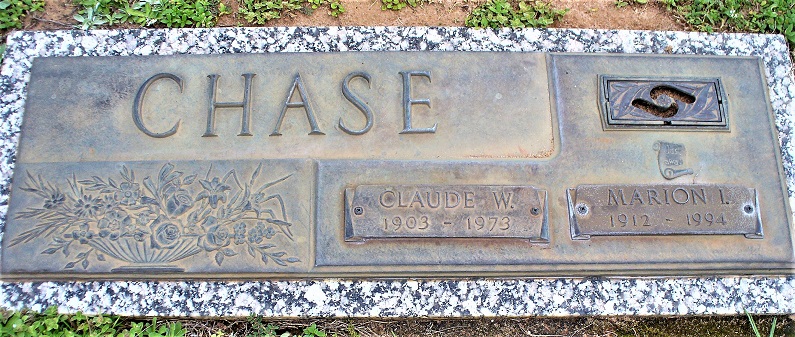 CHASE
CLAUDE W.
1903 - 1973
MARION I.
1912 - 1994